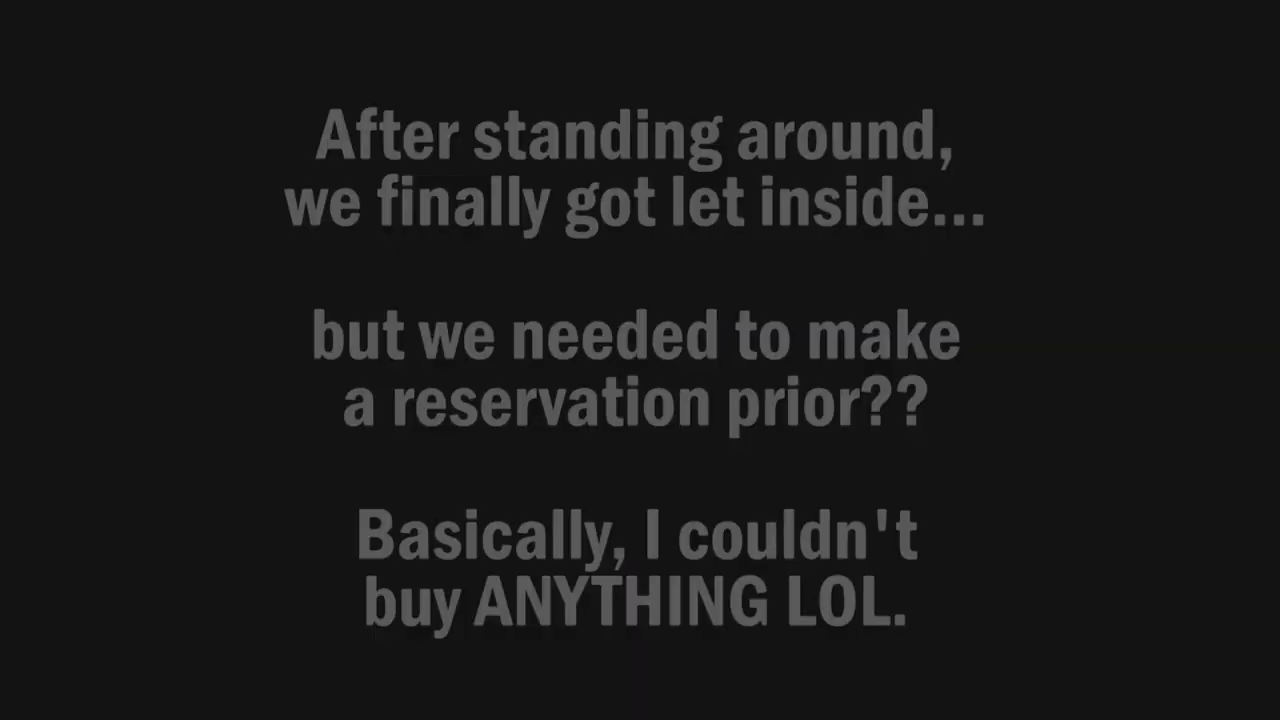 After standing around,
we finally got let inside...
but we needed to make
a reservation prior??
Basically, I couldn't
buy ANYTHING LOL.